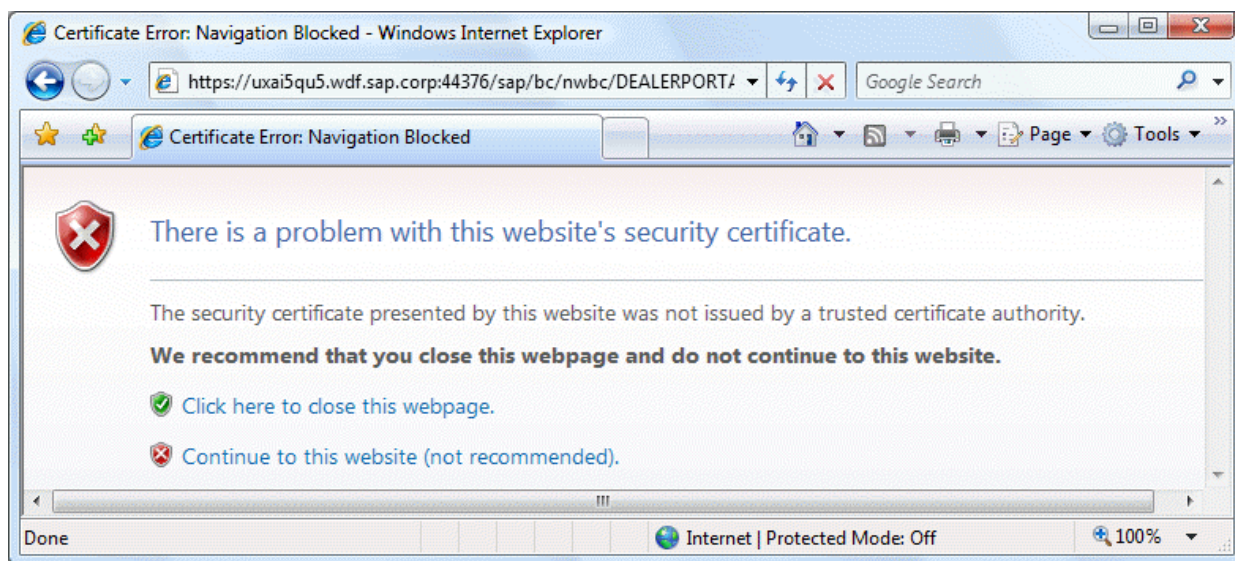 Certificate Error: Navigation Blocked - Windows Internet Explorer
https://uxai5qu5.wdf.sap.corp:44376/sap/bc/nwbc/DEALERPORTA
Google Search
Certificate Error: Navigation Blocked
Page
Tools
There is a problem with this website's security certificate.
The security certificate presented by this website was not issued by a trusted certificate authority.
We recommend that you close this webpage and do not continue to this website.
Click here to close this webpage.
Continue to this website (not recommended).
Done
Internet | Protected Mode: Off
100%